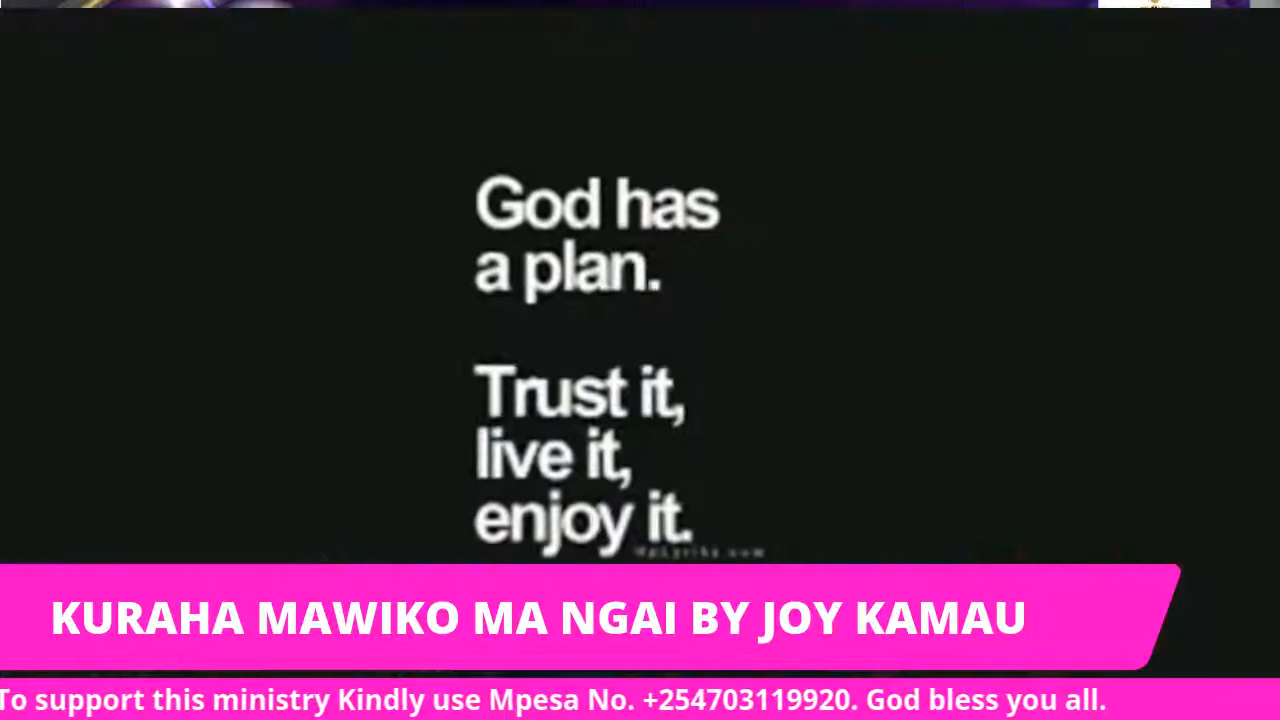 God has
a plan.
Trust it,
live it,
enjoy it.
KURAHA MAWIKO MA NGAI BY JOY KAMAU
To support this ministry Kindly use Mpesa No. +254703119920. God bless you all.